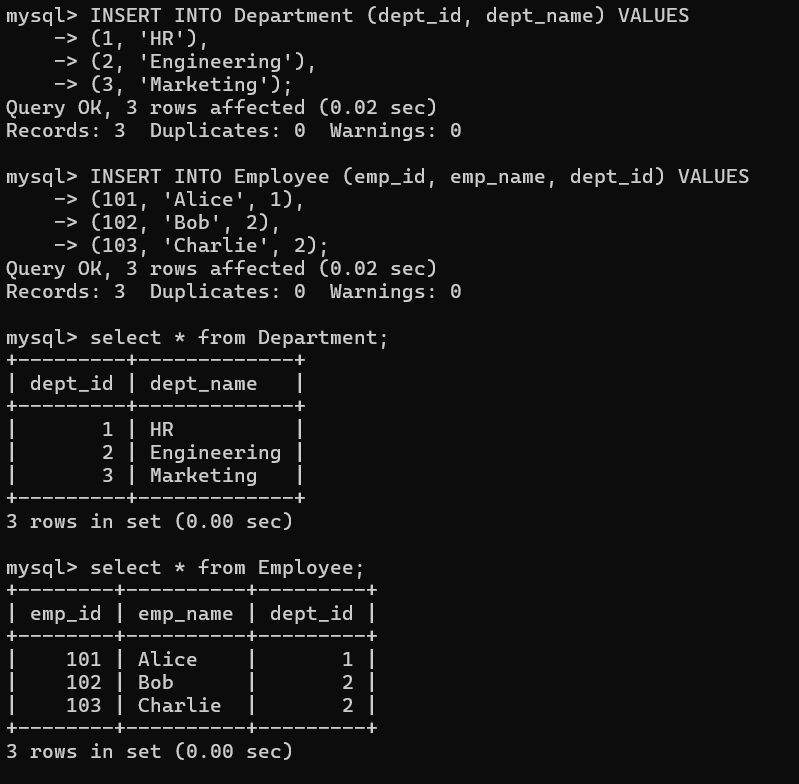 mysql> INSERT INTO Department (dept_id, dept_name) VALUES
    -> (1, 'HR'),
    -> (2, 'Engineering'),
    -> (3, 'Marketing');
Query OK, 3 rows affected (0.02 sec)
Records: 3  Duplicates: 0  Warnings: 0

mysql> INSERT INTO Employee (emp_id, emp_name, dept_id) VALUES
    -> (101, 'Alice', 1),
    -> (102, 'Bob', 2),
    -> (103, 'Charlie', 2);
Query OK, 3 rows affected (0.02 sec)
Records: 3  Duplicates: 0  Warnings: 0

mysql> select * from Department;
+---------+-------------+
| dept_id | dept_name   |
+---------+-------------+
|       1 | HR          |
|       2 | Engineering |
|       3 | Marketing   |
+---------+-------------+
3 rows in set (0.00 sec)

mysql> select * from Employee;
+--------+----------+---------+
| emp_id | emp_name | dept_id |
+--------+----------+---------+
|    101 | Alice    |       1 |
|    102 | Bob      |       2 |
|    103 | Charlie  |       2 |
+--------+----------+---------+
3 rows in set (0.00 sec)